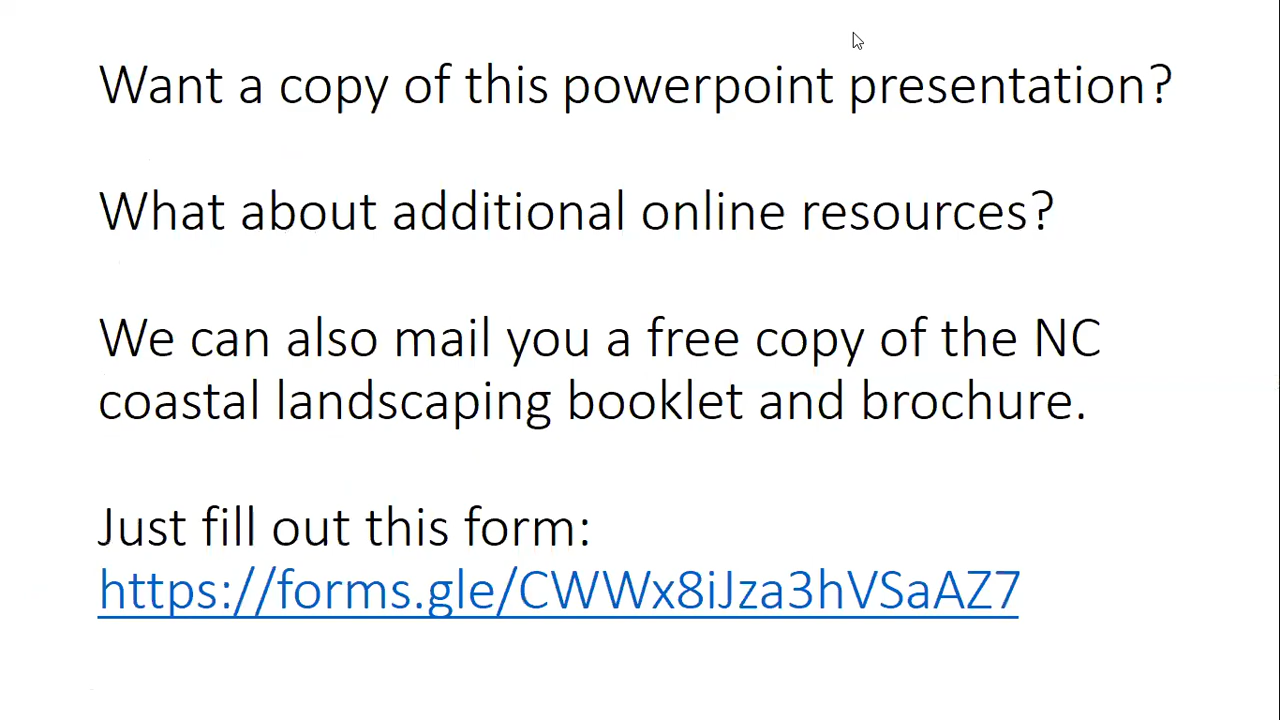 Want a copy of this powerpoint presentation?
What about additional online resources?
We can also mail you a free copy of the NC
coastal landscaping booklet and brochure.
Just fill out this form:
https://forms.gle/CWWx8iJza3hVSaAZ7